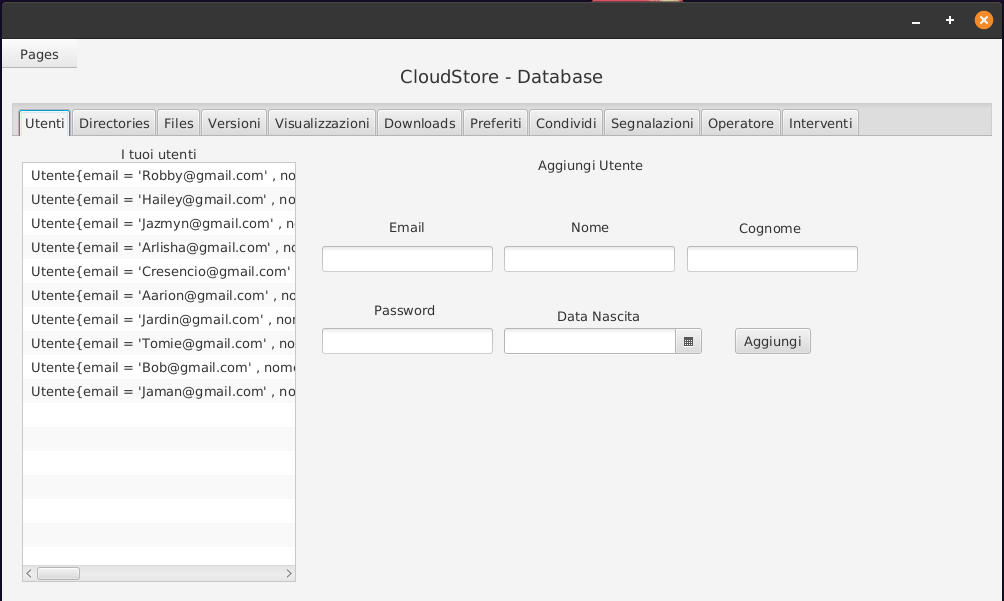 Pages
CloudStore - Database
Utenti Directories Files Versioni Visualizzazioni Downloads Preferiti Condividi Segnalazioni Operatore Interventi
I tuoi utenti
Utente{email = 'Robby@gmail.com' , no
Utente{email = 'Hailey@gmail.com' , no
Utente{email = 'Jazmyn@gmail.com' , n
Utente{email = 'Arlisha@gmail.com' , no
Utente{email = 'Cresencio@gmail.com'
Utente{email = 'Aarion@gmail.com' , no
Utente{email = 'Jardin@gmail.com' , nor
Utente{email = 'Tomie@gmail.com' , no
Utente{email = 'Bob@gmail.com' , nome
Utente{email = 'Jaman@gmail.com' , no
Aggiungi Utente
Email Nome Cognome
Password Data Nascita
Aggiungi